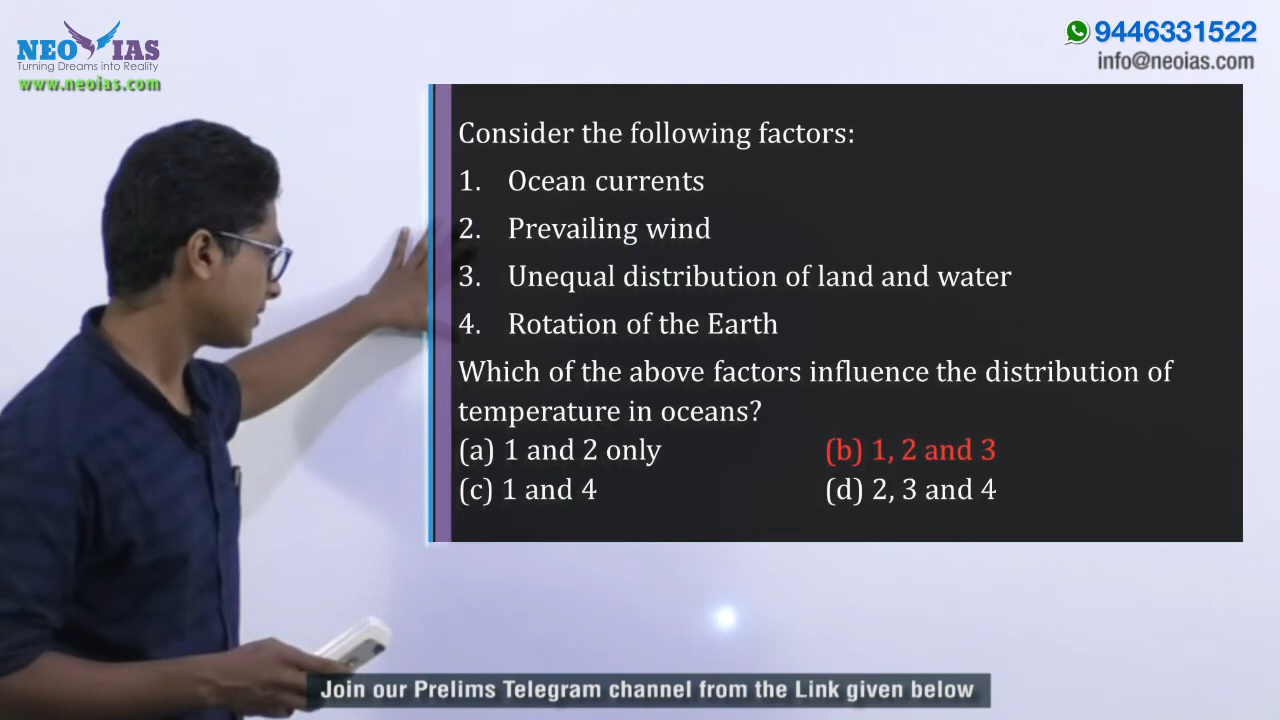 NEO IAS
Turning Dreams into Reality
www.neoias.com
9446331522
info@neoias.com
Consider the following factors:
1. Ocean currents
2. Prevailing wind
3. Unequal distribution of land and water
4. Rotation of the Earth
Which of the above factors influence the distribution of
temperature in oceans?
(a) 1 and 2 only (b) 1, 2 and 3
(c) 1 and 4 (d) 2, 3 and 4
Join our Prelims Telegram channel from the Link given below